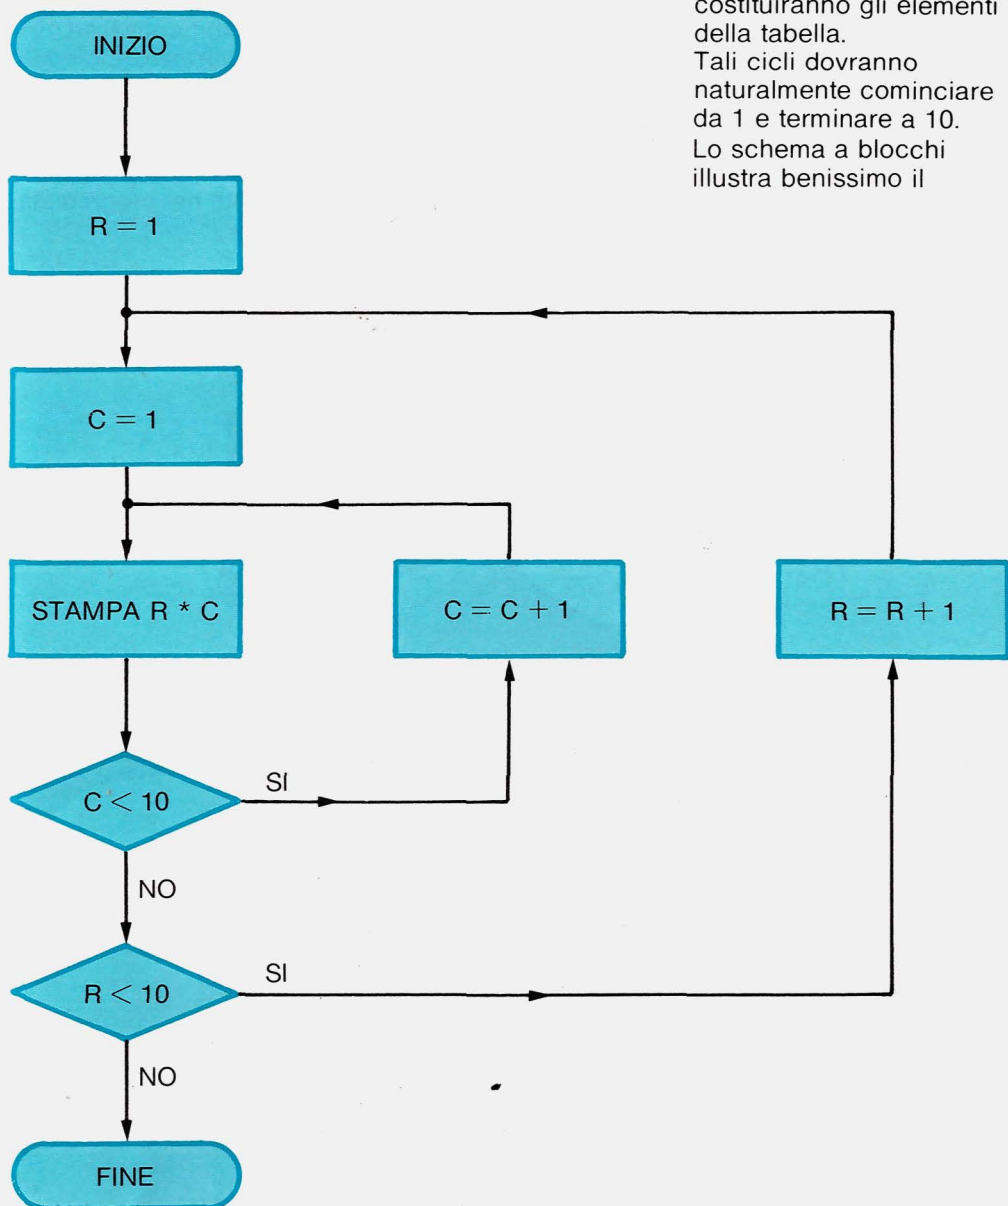 costituiranno gli elementi
della tabella.
Tali cicli dovranno
naturalmente cominciare
da 1 e terminare a 10.
Lo schema a blocchi
illustra benissimo il
INIZIO
R = 1
C = 1
STAMPA R * C
C = C + 1
R = R + 1
C < 10
SI
NO
R < 10
SI
NO
FINE